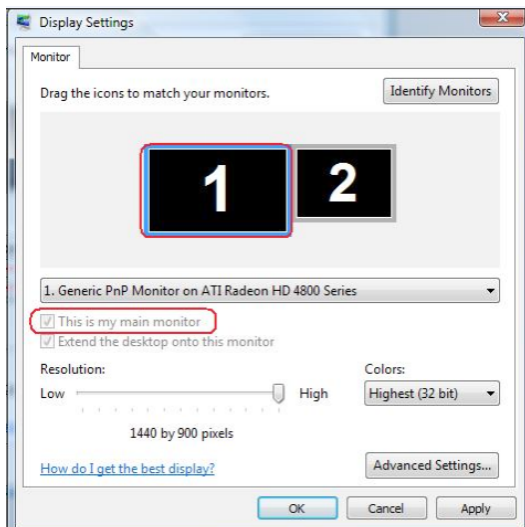 Display Settings
Monitor
Drag the icons to match your monitors.
Identify Monitors
1
2
1. Generic PnP Monitor on ATI Radeon HD 4800 Series
This is my main monitor
Extend the desktop onto this monitor
Resolution:
Colors:
Low
High
Highest (32 bit)
1440 by 900 pixels
How do I get the best display?
Advanced Settings...
OK
Cancel
Apply